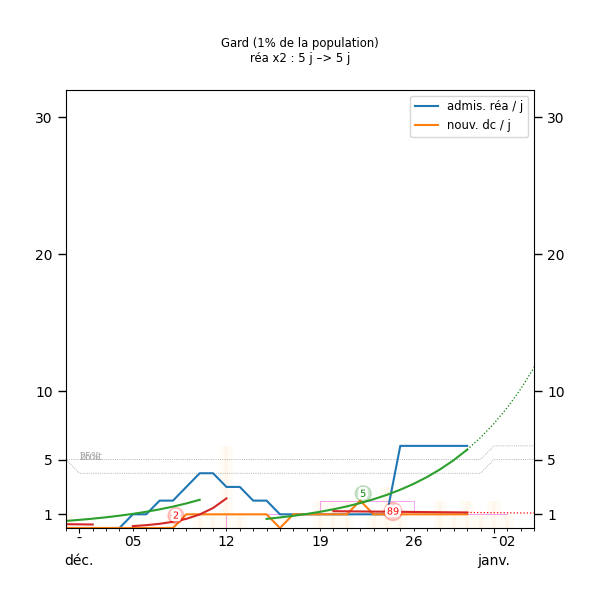 Gard (1% de la population)
réa x2 : 5 j –> 5 j
admis. réa / j
nouv. dc / j
30 30
20 20
10 10
5 5
1 1
25%
5
2
89
- 05 12 19 26 - 02
déc. janv.